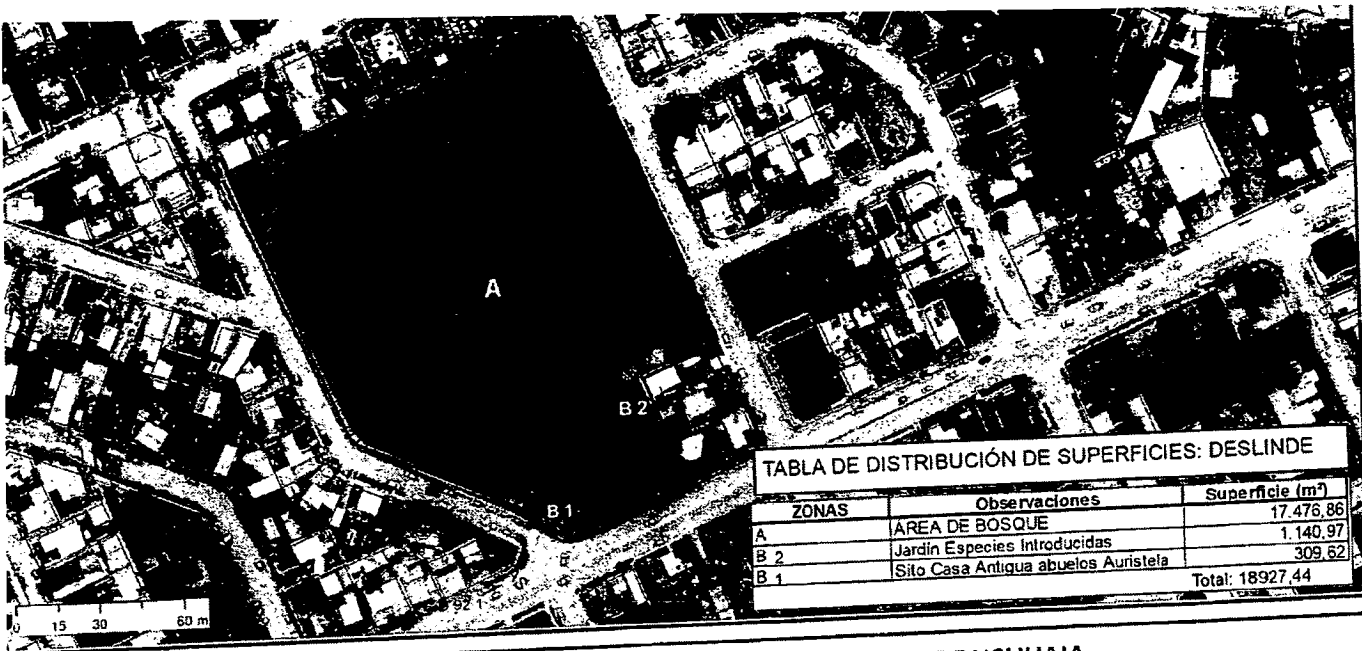 A
B 2
B 1
TABLA DE DISTRIBUCIÓN DE SUPERFICIES: DESLINDE
ZONAS Observaciones Superficie (m²)
A ÁREA DE BOSQUE 17.476,86
B 2 Jardín Especies Introducidas 1.140,97
B 1 Sito Casa Antigua abuelos Auristela 309,62
Total: 18927,44
0 15 30 60 m